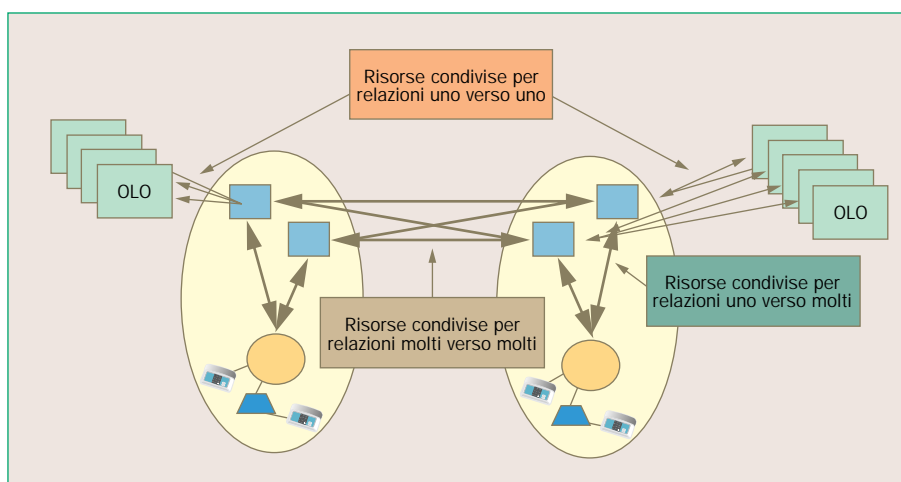 Risorse condivise per
relazioni uno verso uno
OLO
OLO
Risorse condivise per
relazioni uno verso molti
Risorse condivise per
relazioni molti verso molti